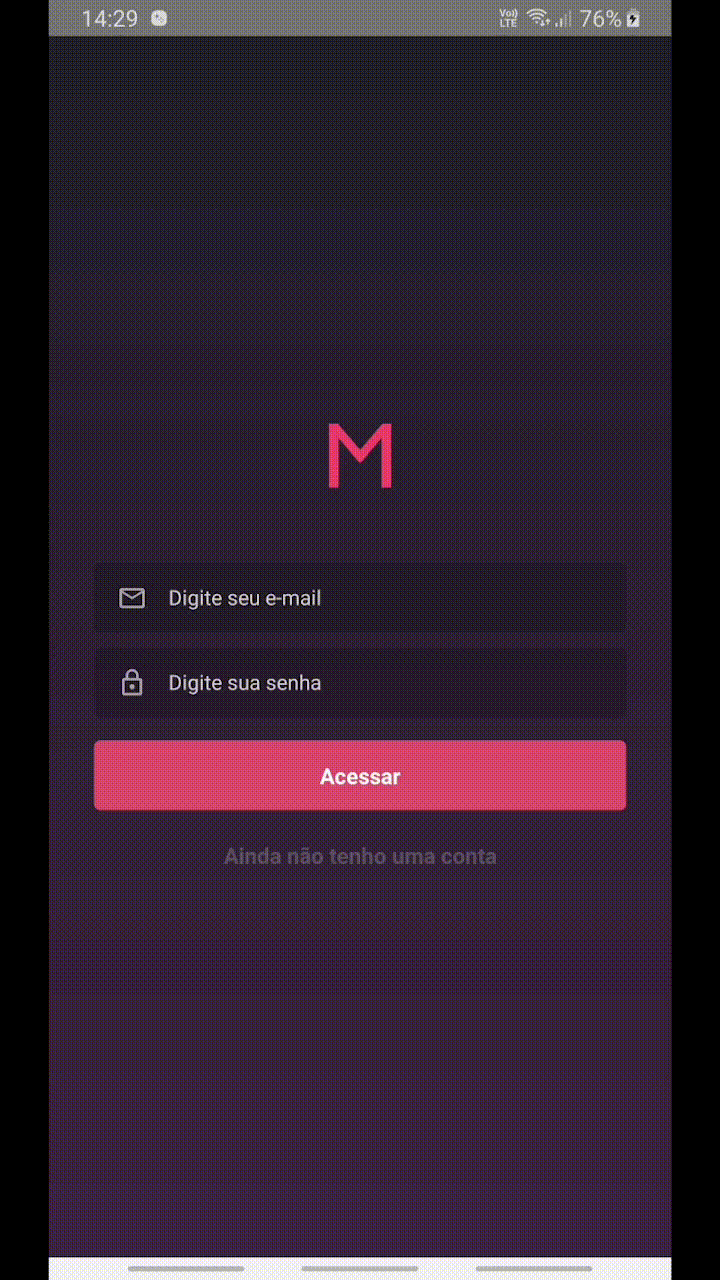 14:29 Vo) LTE 76%
M
Digite seu e-mail
Digite sua senha
Acessar
Ainda não tenho uma conta